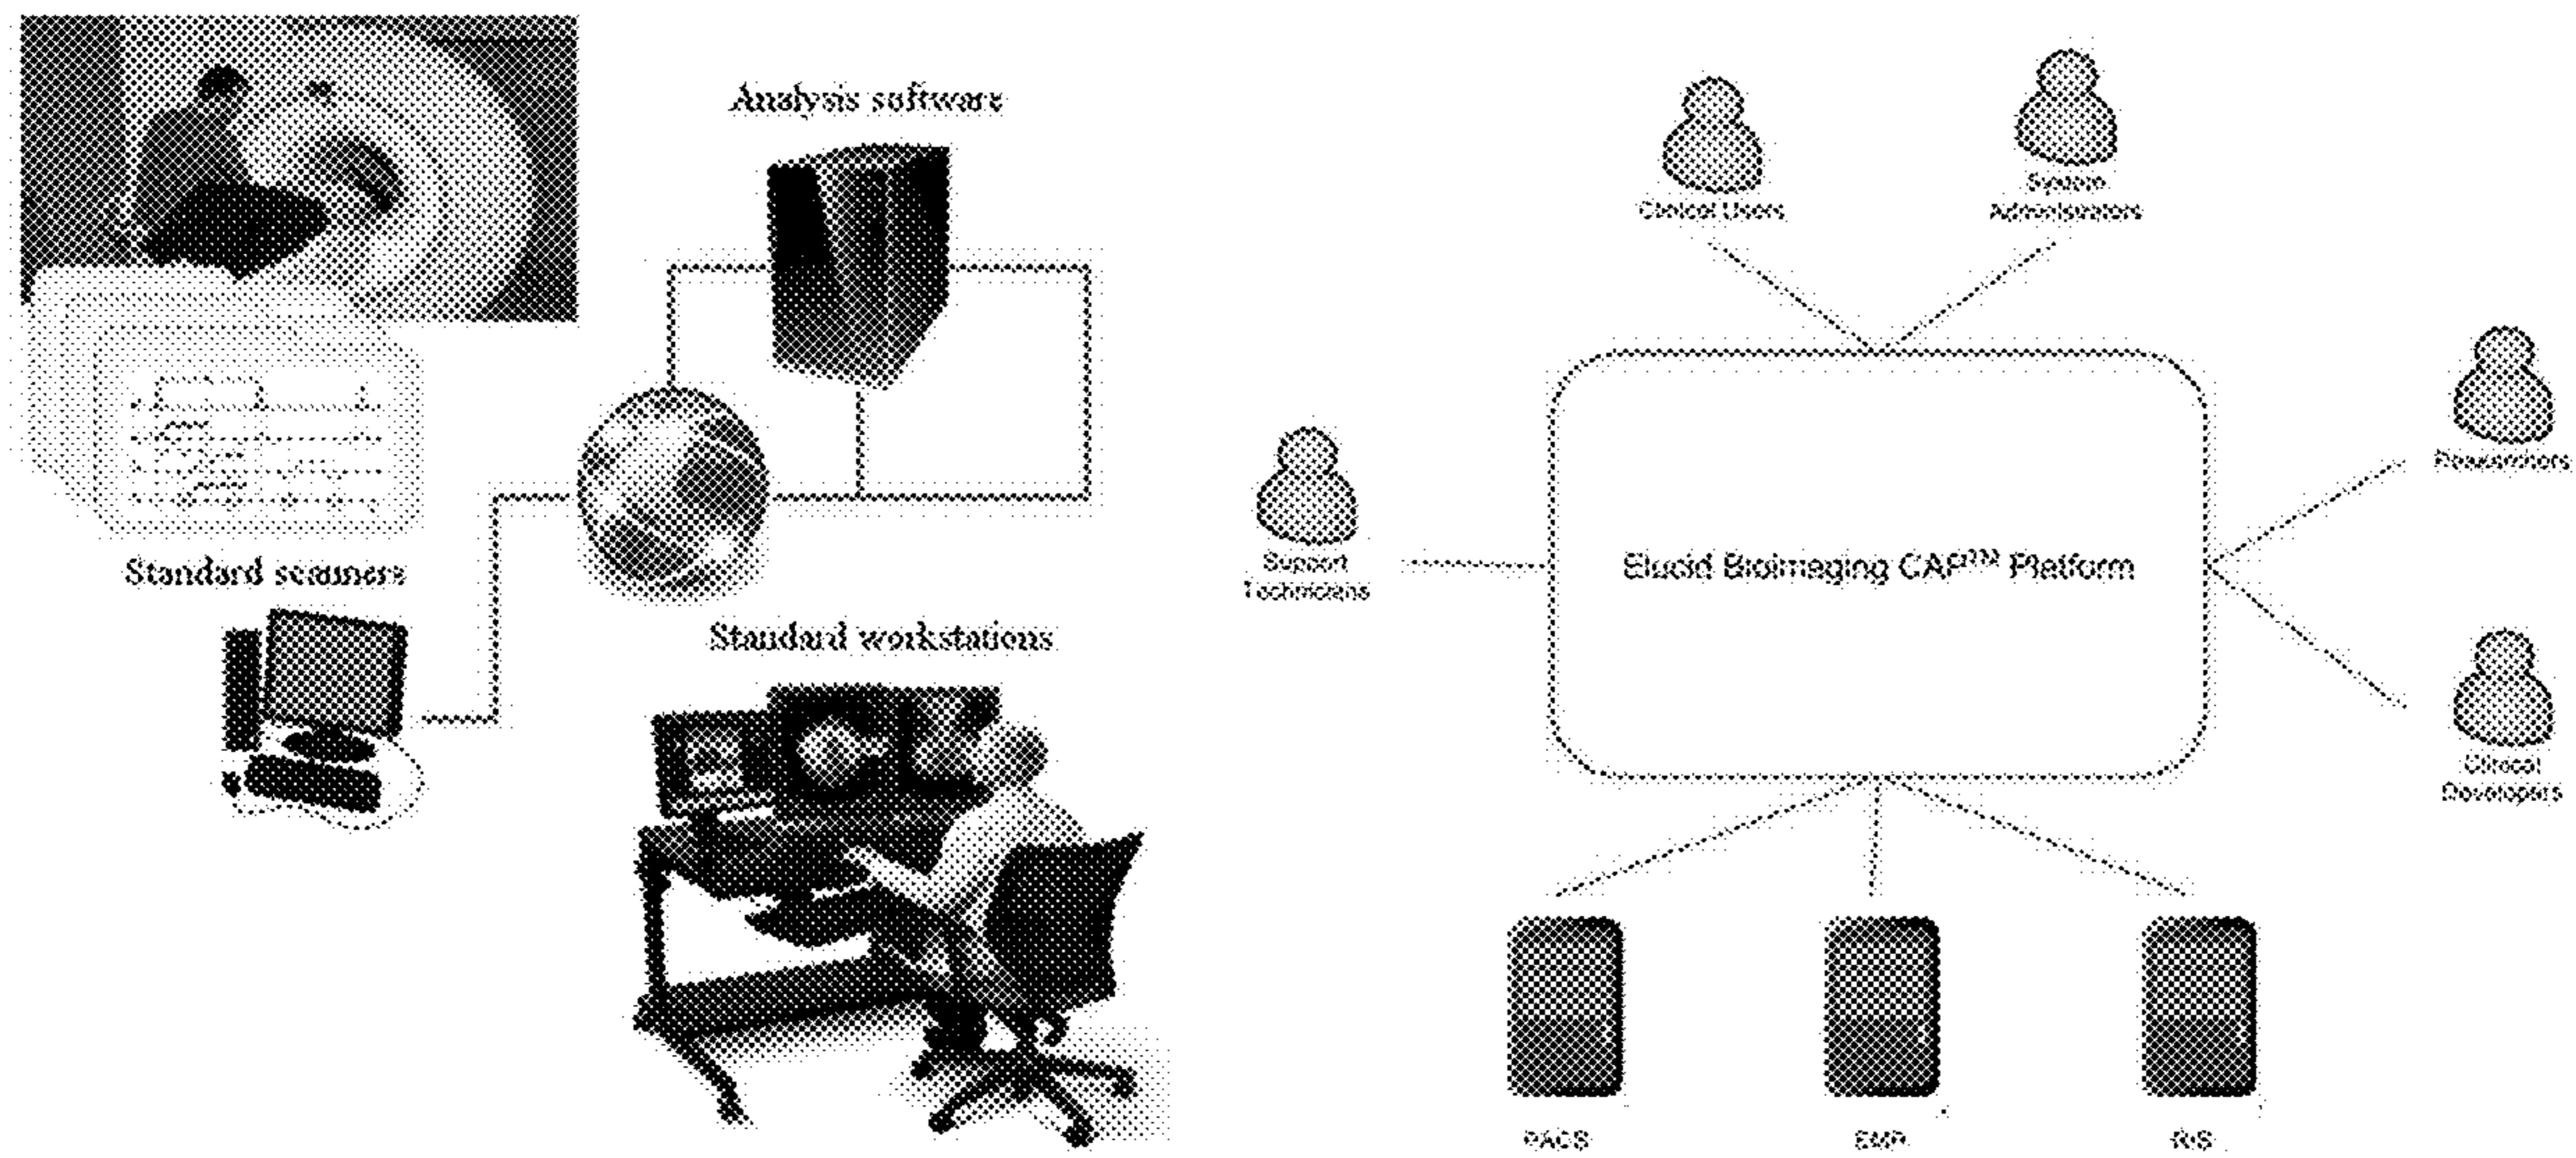 Analysis software
Standard scanners
Standard workstations
Clinical Users
System
Administrators
Support
Technicians
Elucid Bioimaging CAP™ Platform
Researchers
Clinical
Developers
PACS
EMR
RIS